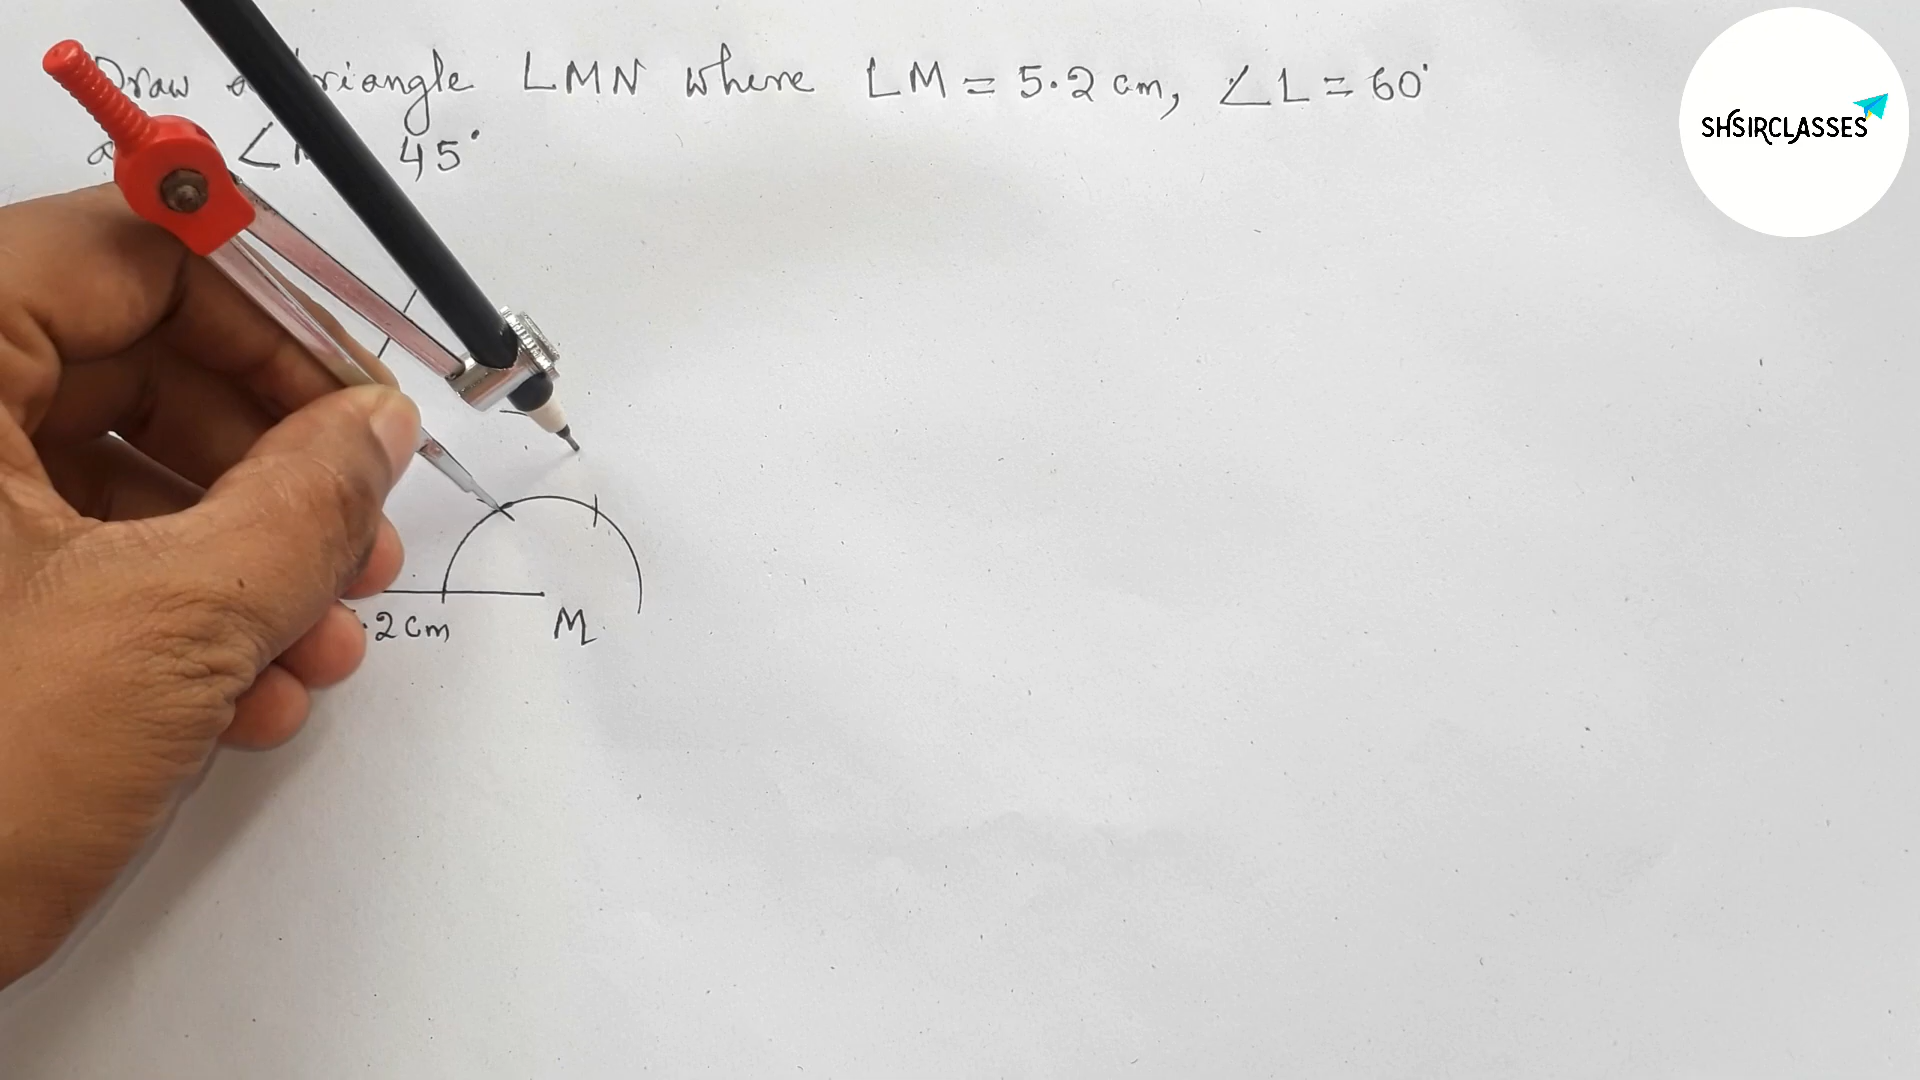 Draw a triangle LMN where LM = 5.2 cm, ∠L = 60°
∠M 45°
.2 cm
M
SHSIRCLASSES